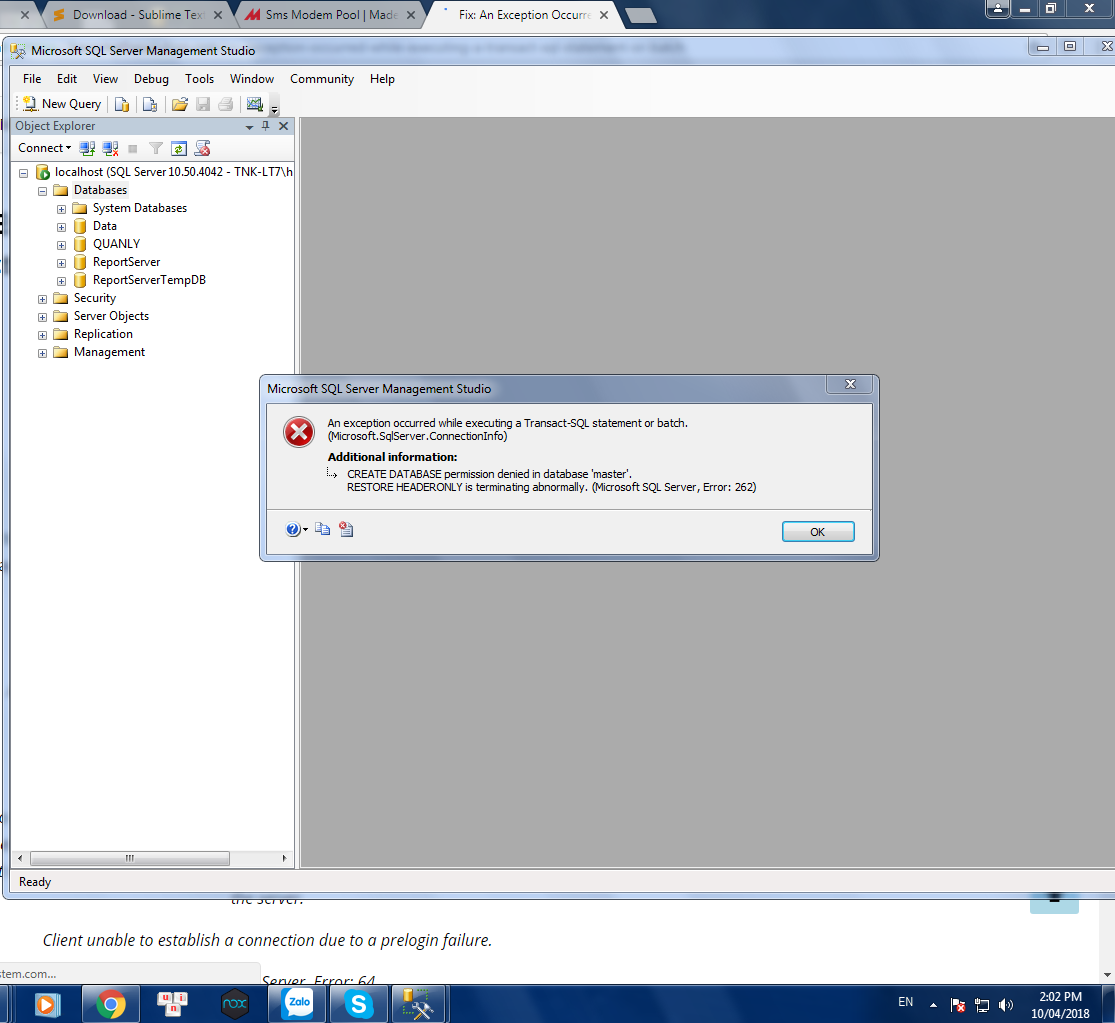 Download - Sublime Tex
Sms Modem Pool | Made
Fix: An Exception Occurre
Microsoft SQL Server Management Studio
File Edit View Debug Tools Window Community Help
New Query
Object Explorer
Connect
localhost (SQL Server 10.50.4042 - TNK-LT7\h
Databases
System Databases
Data
QUANLY
ReportServer
ReportServerTempDB
Security
Server Objects
Replication
Management
Microsoft SQL Server Management Studio
An exception occurred while executing a Transact-SQL statement or batch.
(Microsoft.SqlServer.ConnectionInfo)
Additional information:
CREATE DATABASE permission denied in database 'master'.
RESTORE HEADERONLY is terminating abnormally. (Microsoft SQL Server, Error: 262)
OK
Ready
the server.
Client unable to establish a connection due to a prelogin failure.
stem.com...
Server, Error: 64
u n i n
nox
Zalo
EN
2:02 PM
10/04/2018